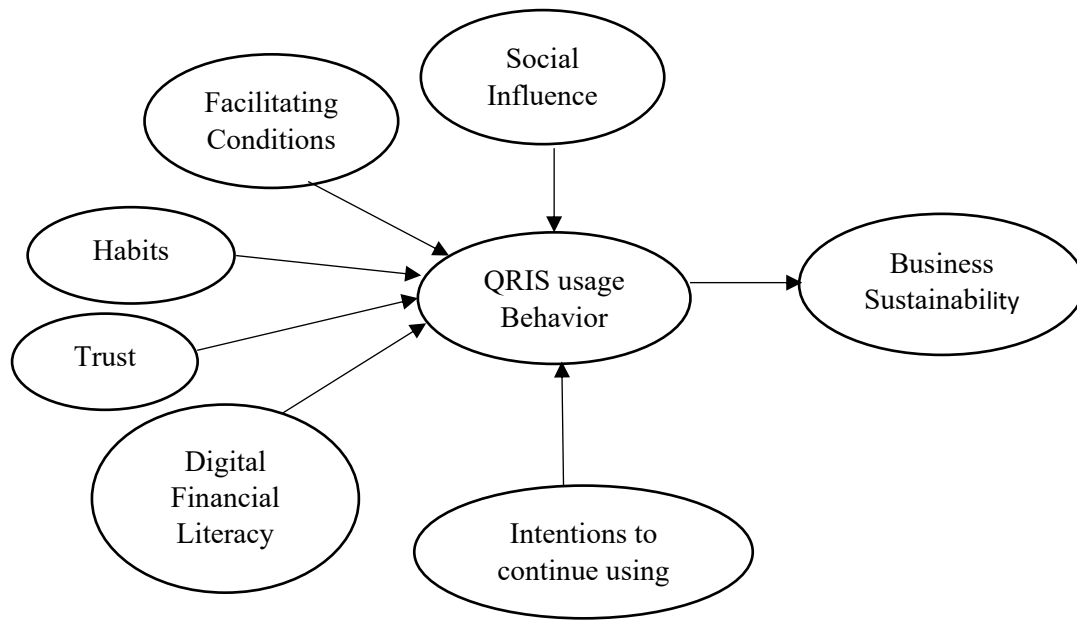 Social
Influence
Facilitating
Conditions
Habits
QRIS usage
Behavior
Business
Sustainability
Trust
Digital
Financial
Literacy
Intentions to
continue using